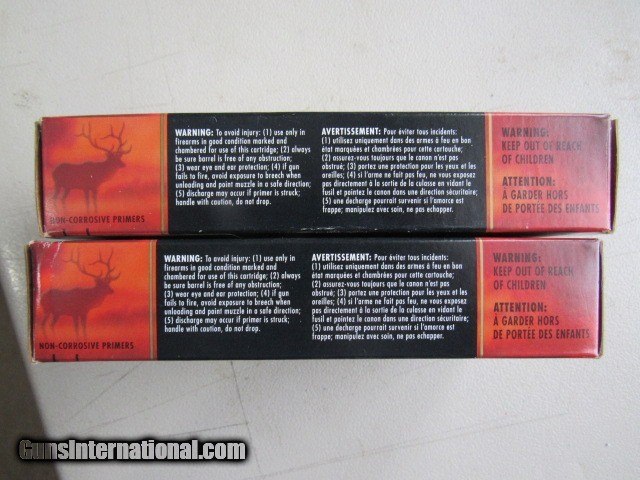 WARNING: To avoid injury: (1) use only in
firearms in good condition marked and
chambered for use of this cartridge; (2) always
be sure barrel is free of any obstruction;
(3) wear eye and ear protection; (4) if gun
fails to fire, avoid exposure to breech when
unloading and point muzzle in a safe direction;
(5) discharge may occur if primer is struck;
handle with caution, do not drop.
AVERTISSEMENT: Pour éviter tous incidents:
(1) utilisez uniquement dans des armes à feu en bon
état marquées et chambrées pour cette cartouche;
(2) assurez-vous toujours que le canon n'est pas
obstrué; (3) portez une protection pour les yeux et les
oreilles; (4) si l'arme ne fait pas feu, ne vous exposez
pas directement à la sortie de la culasse en vidant le
fusil et pointez le canon dans une direction sécuritaire;
(5) une décharge pourrait survenir si l'amorce est
frappe; manipulez avec soin, ne pas echapper.
WARNING:
KEEP OUT OF REACH
OF CHILDREN
ATTENTION:
À GARDER HORS
DE PORTÉE DES ENFANTS
NON-CORROSIVE PRIMERS
WARNING: To avoid injury: (1) use only in
firearms in good condition marked and
chambered for use of this cartridge; (2) always
be sure barrel is free of any obstruction;
(3) wear eye and ear protection; (4) if gun
fails to fire, avoid exposure to breech when
unloading and point muzzle in a safe direction;
(5) discharge may occur if primer is struck;
handle with caution, do not drop.
AVERTISSEMENT: Pour éviter tous incidents:
(1) utilisez uniquement dans des armes à feu en bon
état marquées et chambrées pour cette cartouche;
(2) assurez-vous toujours que le canon n'est pas
obstrué; (3) portez une protection pour les yeux et les
oreilles; (4) si l'arme ne fait pas feu, ne vous exposez
pas directement à la sortie de la culasse en vidant le
fusil et pointez le canon dans une direction sécuritaire;
(5) une décharge pourrait survenir si l'amorce est
frappe; manipulez avec soin, ne pas echapper.
WARNING:
KEEP OUT OF REACH
OF CHILDREN
ATTENTION:
À GARDER HORS
DE PORTÉE DES ENFANTS
NON-CORROSIVE PRIMERS
GunsInternational.com